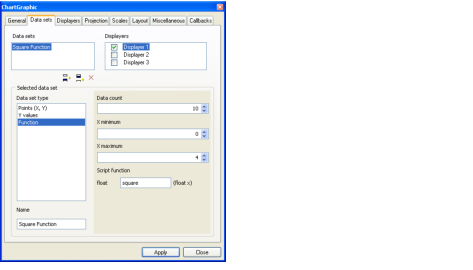 ChartGraphic
General Data sets Displayers Projection Scales Layout Miscellaneous Callbacks
Data sets Displayers
Square Function Displayer 1
Displayer 2
Displayer 3
Selected data set
Data set type Data count
Points (X, Y)
Y values 10
Function
X minimum
0
X maximum
4
Script function
float square (float x)
Name
Square Function
Apply Close